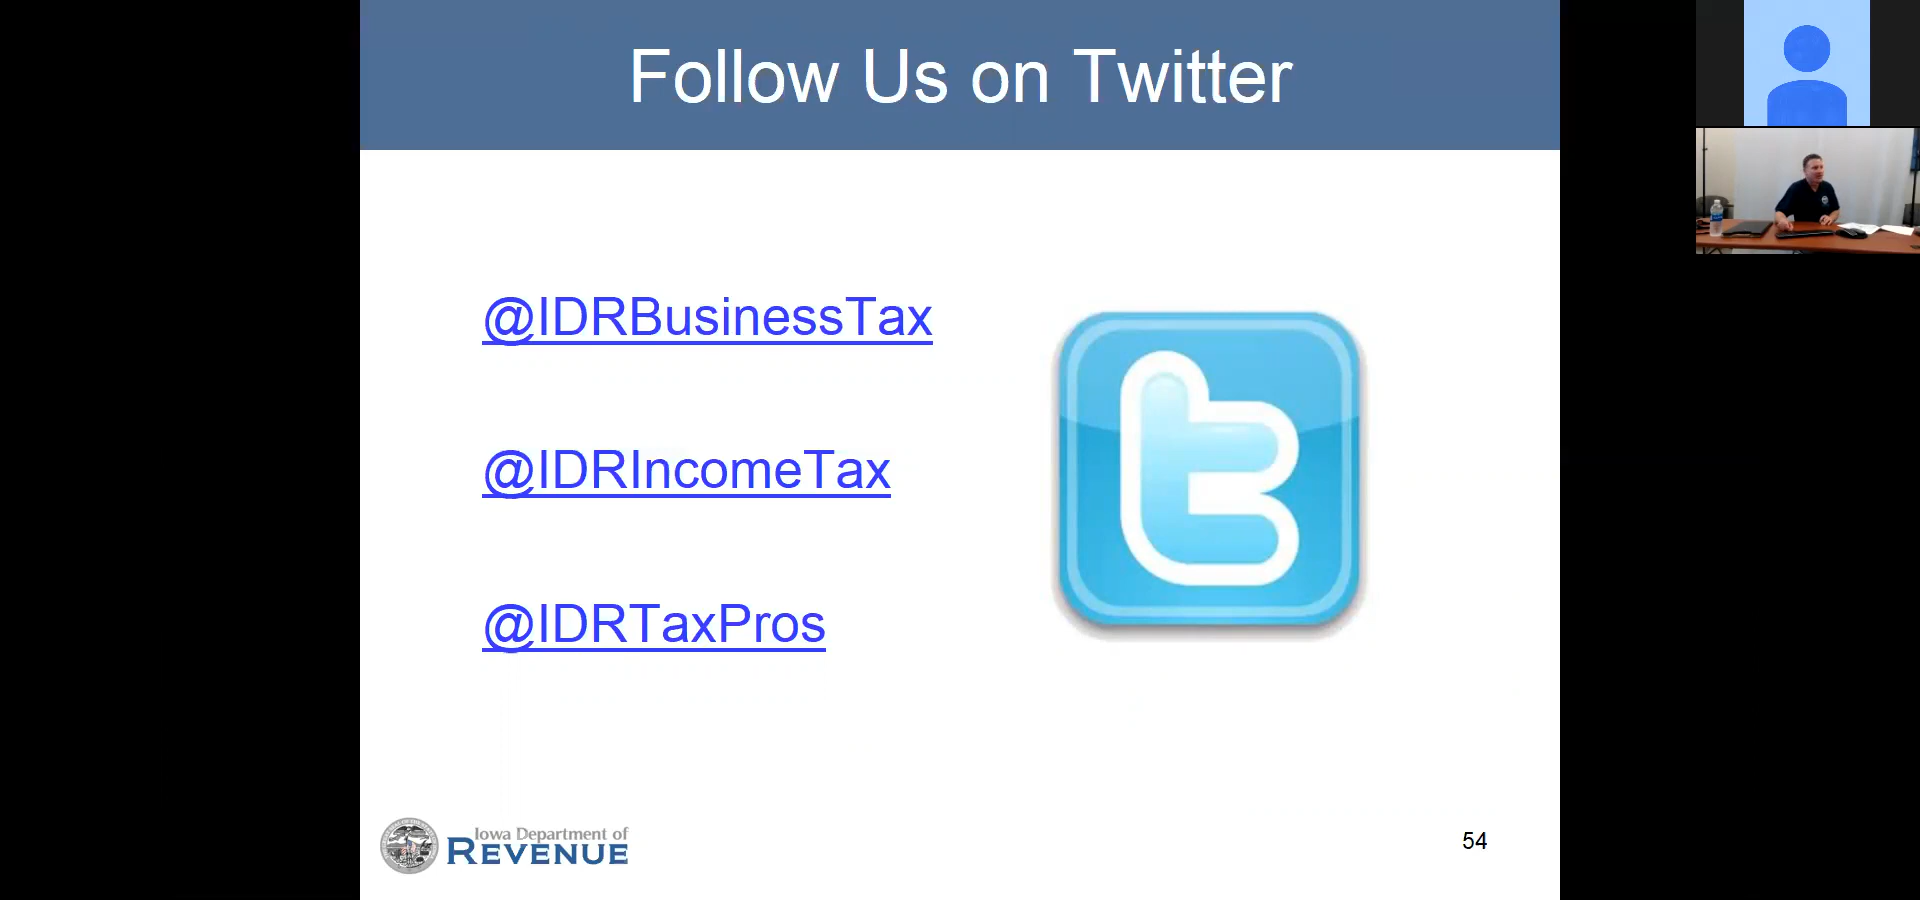 Follow Us on Twitter
@IDRBusinessTax
@IDRIncomeTax
@IDRTaxPros
Iowa Department of
REVENUE
54